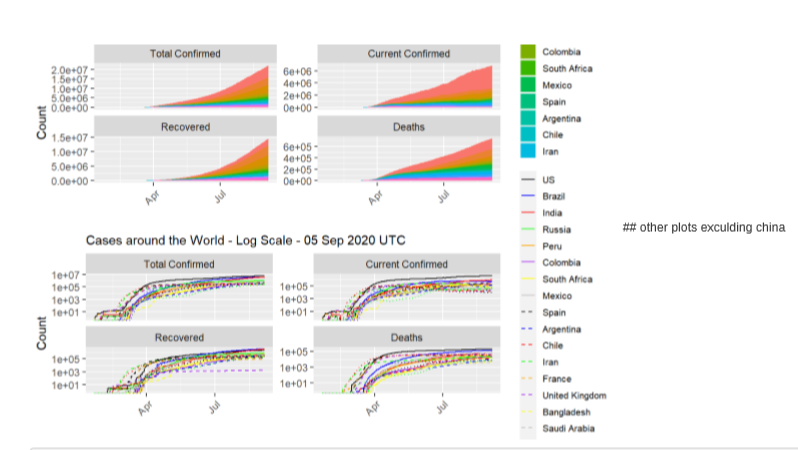 Total Confirmed
Current Confirmed
2.0e+07
1.5e+07
1.0e+07
5.0e+06
0.0e+00
6e+06
4e+06
2e+06
0e+00
Recovered
Deaths
1.5e+07
1.0e+07
5.0e+06
0.0e+00
6e+05
4e+05
2e+05
0e+00
Count
Apr
Jul
Apr
Jul
Colombia
South Africa
Mexico
Spain
Argentina
Chile
Iran
US
Brazil
India
Russia
Peru
Colombia
South Africa
Mexico
Spain
Argentina
Chile
Iran
France
United Kingdom
Bangladesh
Saudi Arabia
## other plots exculding china
Cases around the World - Log Scale - 05 Sep 2020 UTC
Total Confirmed
Current Confirmed
1e+07
1e+05
1e+03
1e+01
1e+05
1e+03
1e+01
Recovered
Deaths
1e+05
1e+03
1e+01
1e+05
1e+03
1e+01
Count
Apr
Jul
Apr
Jul